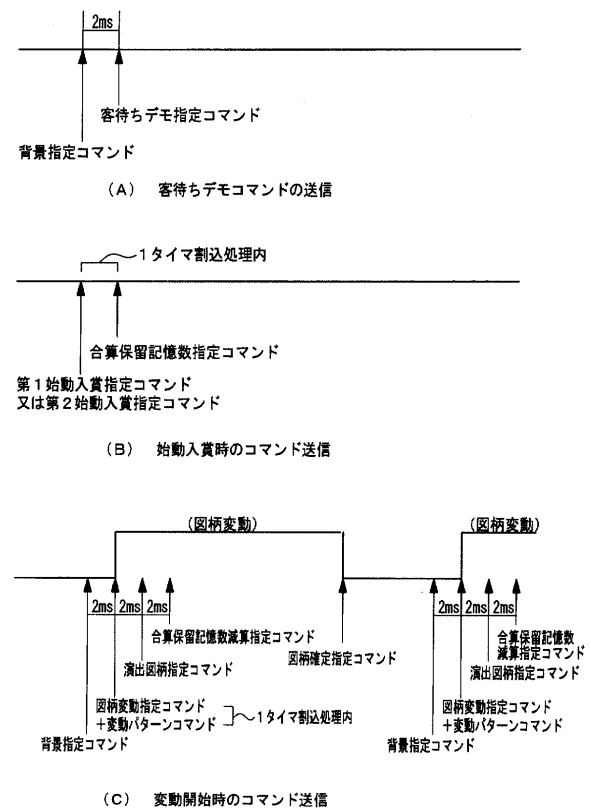 2ms
客待ちデモ指定コマンド
背景指定コマンド
(A) 客待ちデモコマンドの送信
1タイマ割込処理内
合算保留記憶数指定コマンド
第1始動入賞指定コマンド
又は第2始動入賞指定コマンド
(B) 始動入賞時のコマンド送信
(図柄変動)
(図柄変動)
2ms 2ms 2ms
2ms 2ms 2ms
合算保留記憶数減算指定コマンド
合算保留記憶数
減算指定コマンド
図柄確定指定コマンド
演出図柄指定コマンド
演出図柄指定コマンド
図柄変動指定コマンド
+変動パターンコマンド
1タイマ割込処理内
図柄変動指定コマンド
+変動パターンコマンド
背景指定コマンド
背景指定コマンド
(C) 変動開始時のコマンド送信